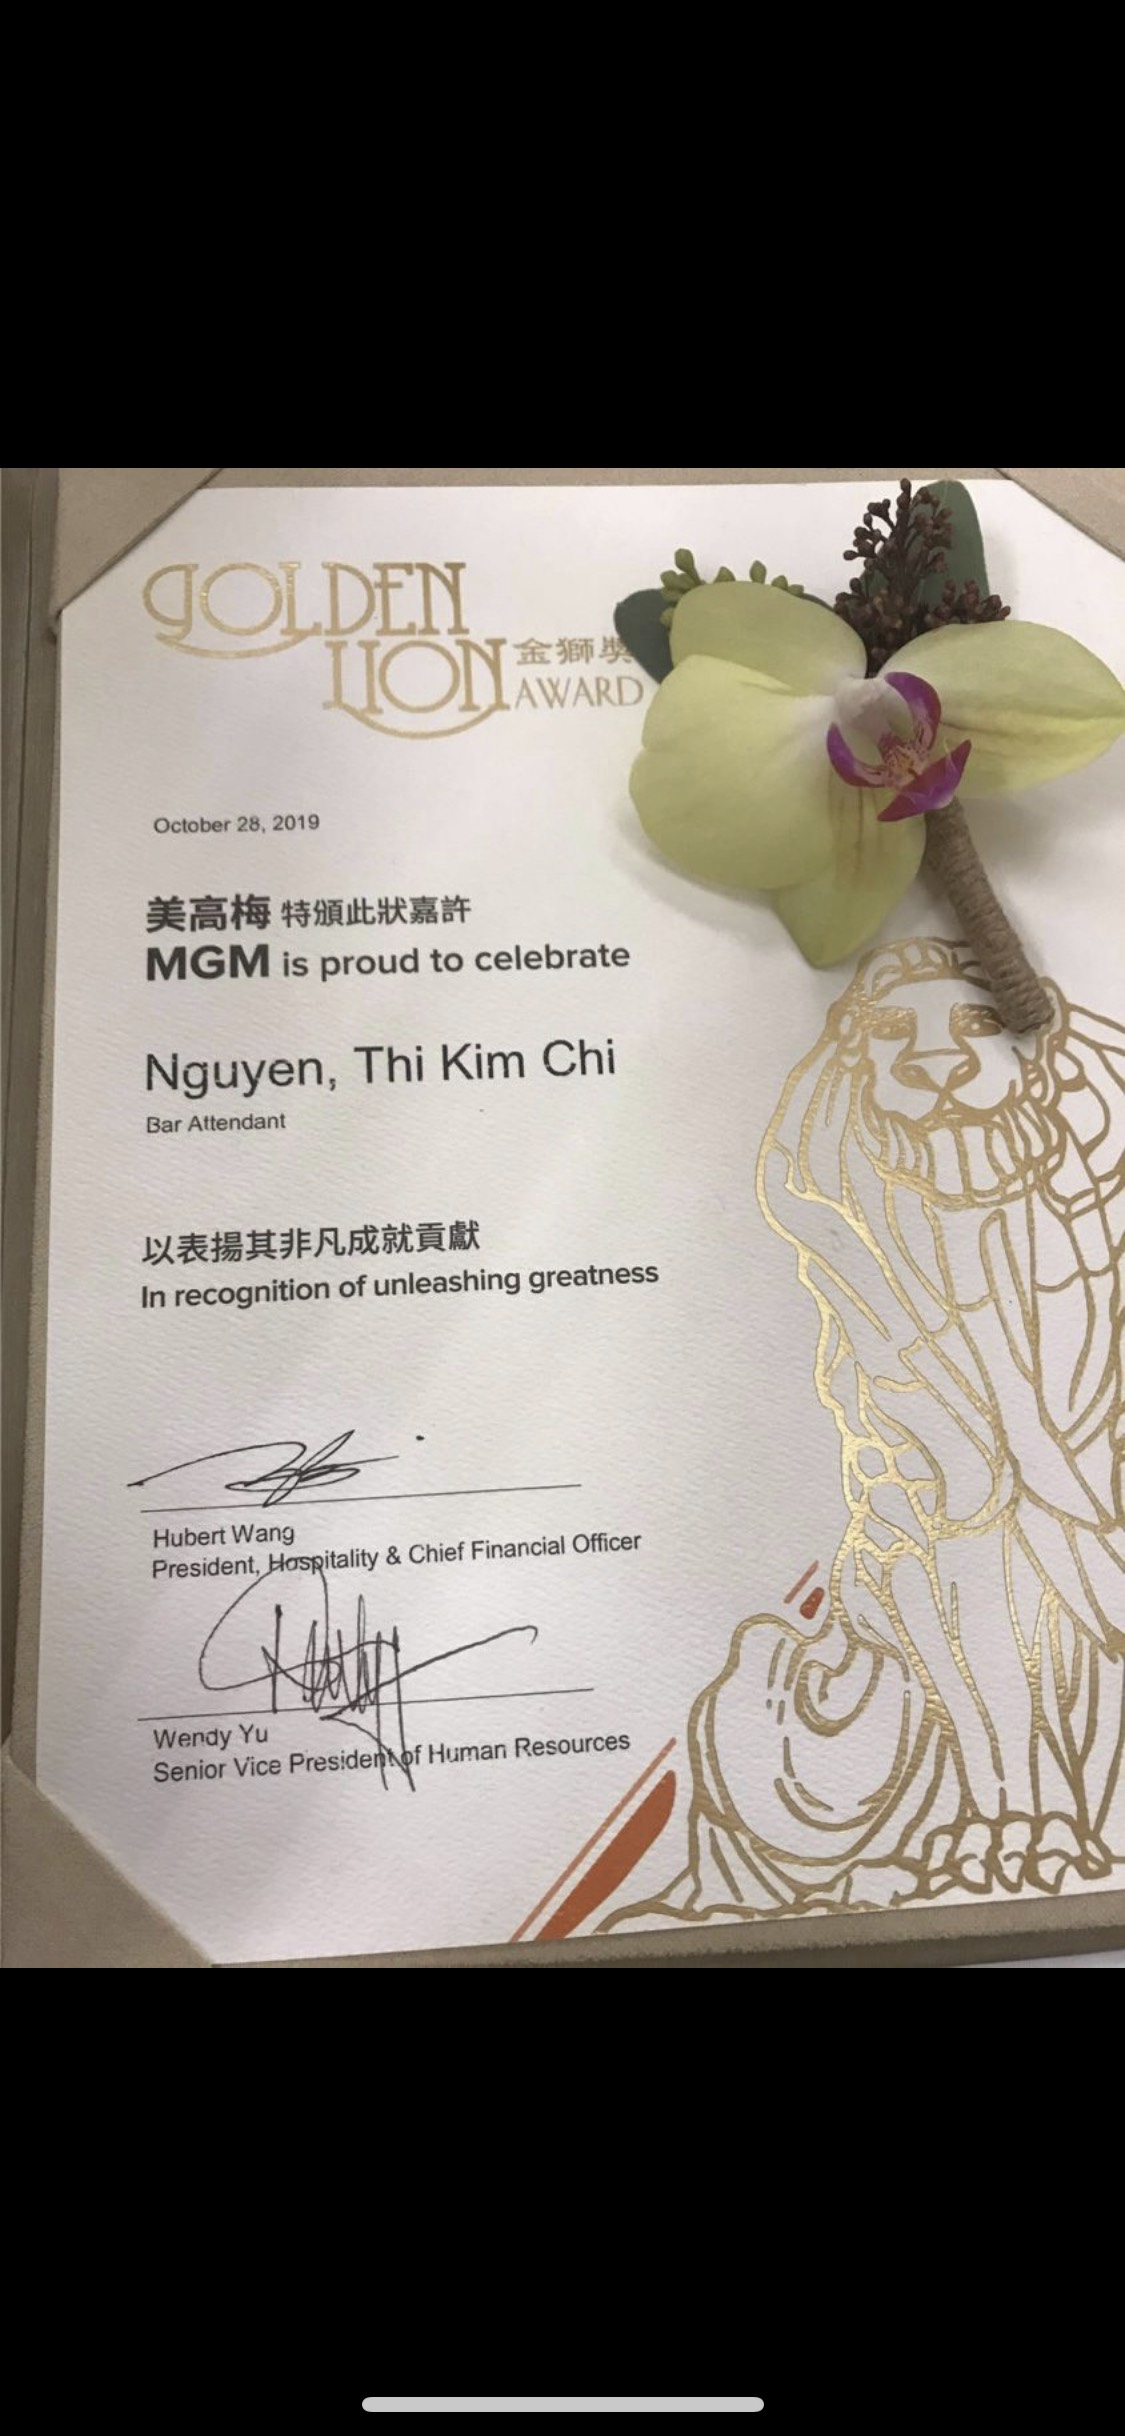 GOLDEN
LION 金獅獎
AWARD
October 28, 2019
美高梅 特頒此狀嘉許
MGM is proud to celebrate
Nguyen, Thi Kim Chi
Bar Attendant
以表揚其非凡成就貢獻
In recognition of unleashing greatness
Hubert Wang
President, Hospitality & Chief Financial Officer
Wendy Yu
Senior Vice President of Human Resources